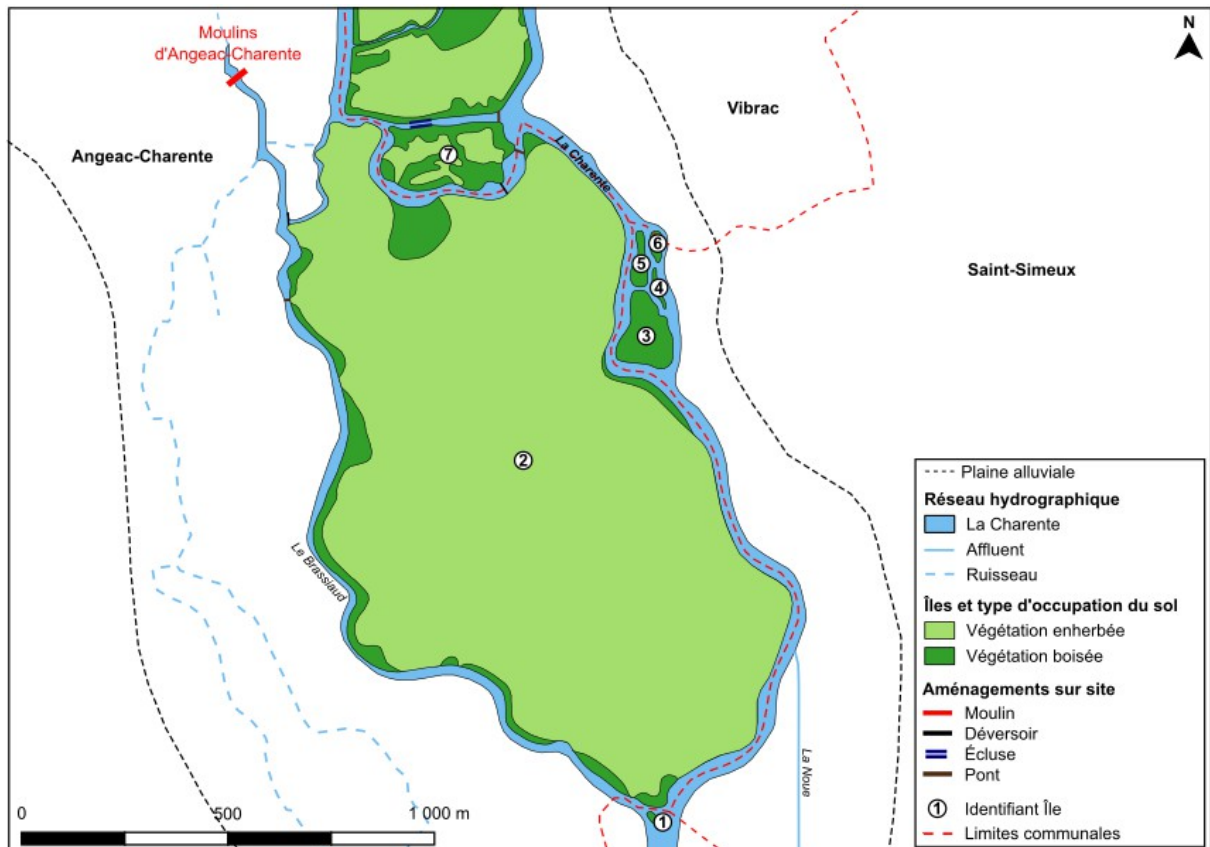 Moulins
d'Angeac-Charente
N
Vibrac
Angeac-Charente
La Charente
7
6
Saint-Simeux
5
4
3
2
Le Brassiaud
La Noue
1
0 500 1 000 m
Plaine alluviale
Réseau hydrographique
La Charente
Affluent
Ruisseau
Îles et type d'occupation du sol
Végétation enherbée
Végétation boisée
Aménagements sur site
Moulin
Déversoir
Écluse
Pont
1 Identifiant Île
Limites communales